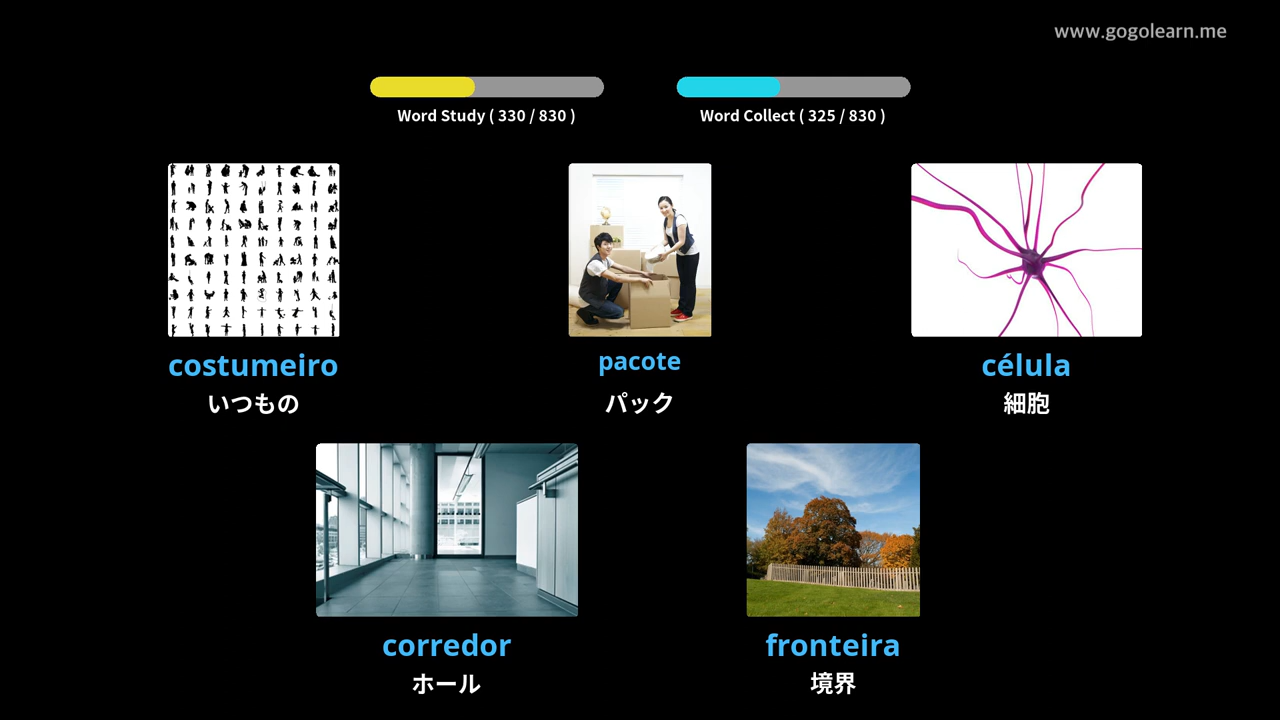 www.gogolearn.me
Word Study ( 330 / 830 )
Word Collect ( 325 / 830 )
costumeiro
いつもの
pacote
パック
célula
細胞
corredor
ホール
fronteira
境界